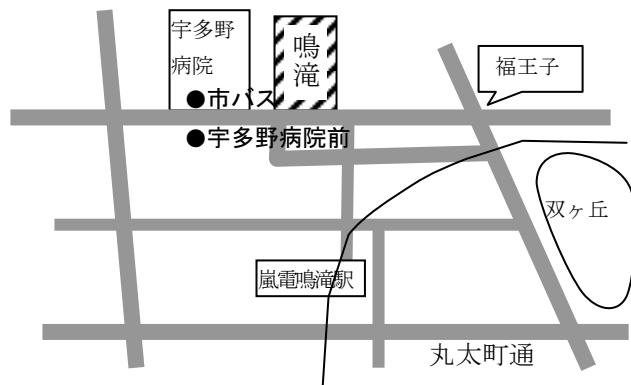 宇多野
病院
鳴滝
福王子
●市バス
●宇多野病院前
双ヶ丘
嵐電鳴滝駅
丸太町通